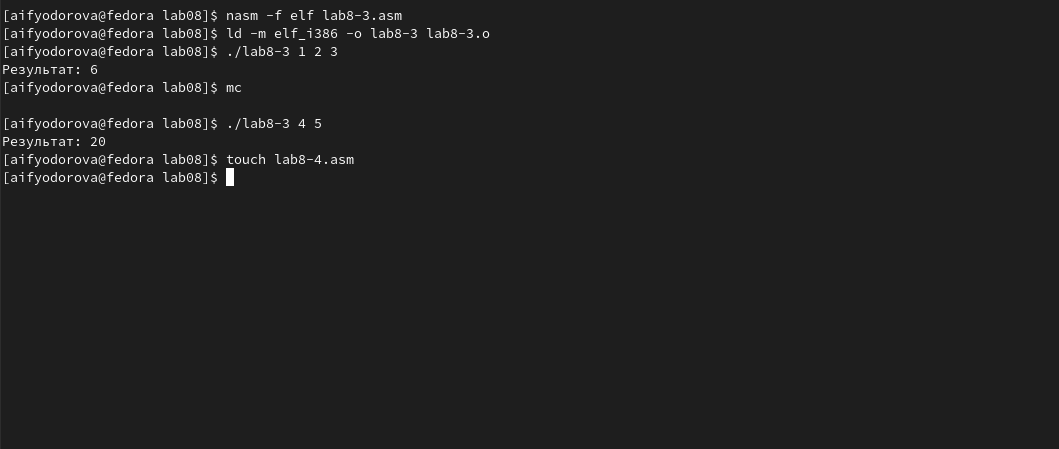 [aifyodorova@fedora lab08]$ nasm -f elf lab8-3.asm
[aifyodorova@fedora lab08]$ ld -m elf_i386 -o lab8-3 lab8-3.o
[aifyodorova@fedora lab08]$ ./lab8-3 1 2 3
Результат: 6
[aifyodorova@fedora lab08]$ mc
[aifyodorova@fedora lab08]$ ./lab8-3 4 5
Результат: 20
[aifyodorova@fedora lab08]$ touch lab8-4.asm
[aifyodorova@fedora lab08]$